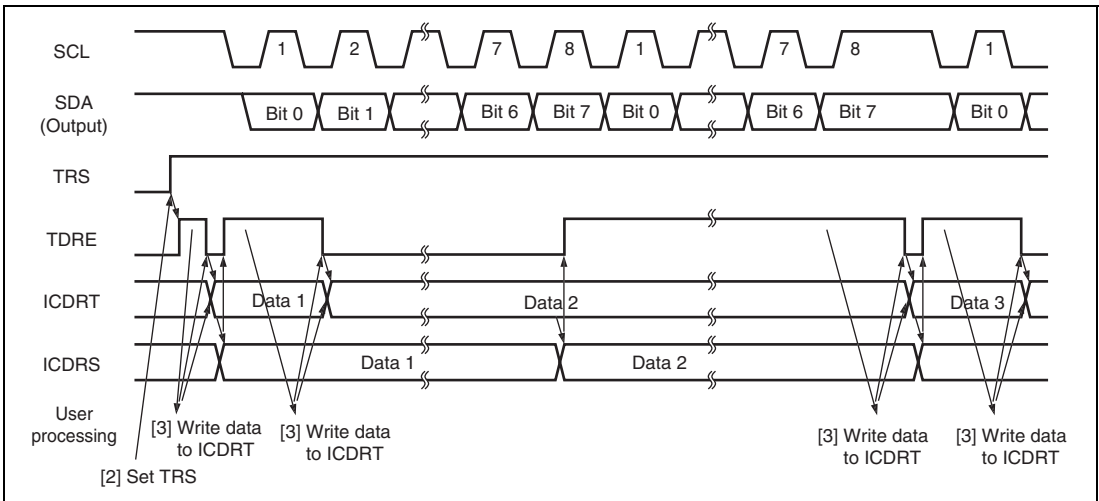 SCL 1 2 7 8 1 7 8 1
SDA
(Output) Bit 0 Bit 1 Bit 6 Bit 7 Bit 0 Bit 6 Bit 7 Bit 0
TRS
TDRE
ICDRT Data 1 Data 2 Data 3
ICDRS Data 1 Data 2
User
processing
[3] Write data
to ICDRT
[3] Write data
to ICDRT
[3] Write data
to ICDRT
[3] Write data
to ICDRT
[2] Set TRS